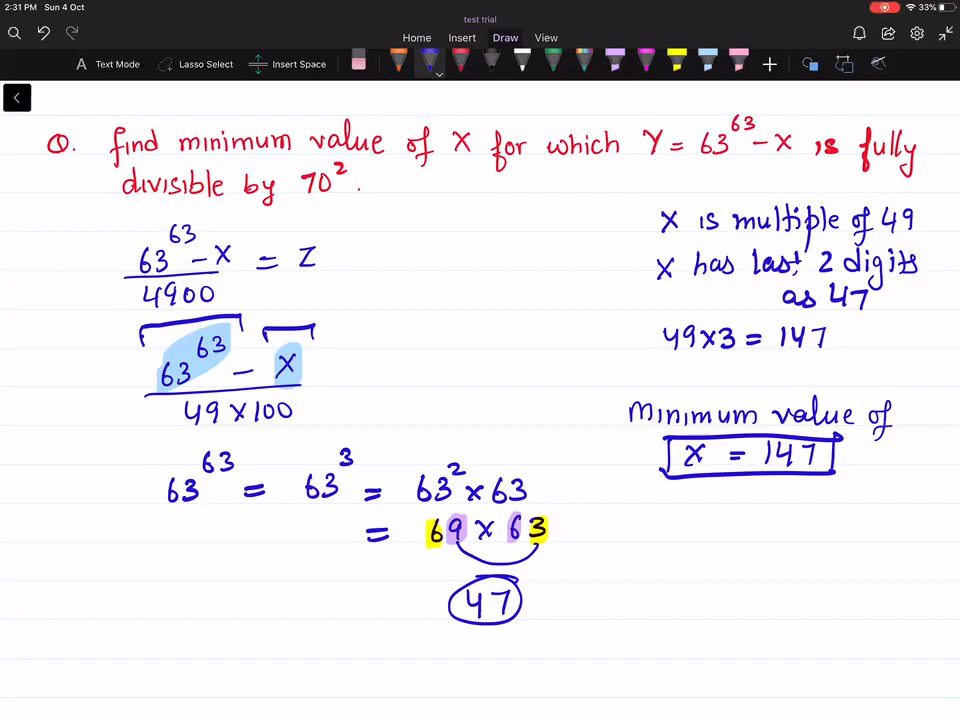 2:31 PM Sun 4 Oct
33%
test trial
Home Insert Draw View
A Text Mode Lasso Select Insert Space
Q. find minimum value of X for which Y = 63^63 - X is fully
divisible by 70^2.
63^63 - X = Z
4900
63^63 - X
49 × 100
63^63 = 63^3 = 63^2 × 63
= 69 × 63
47
X is multiple of 49
X has last 2 digits
as 47
49×3 = 147
Minimum value of
X = 147